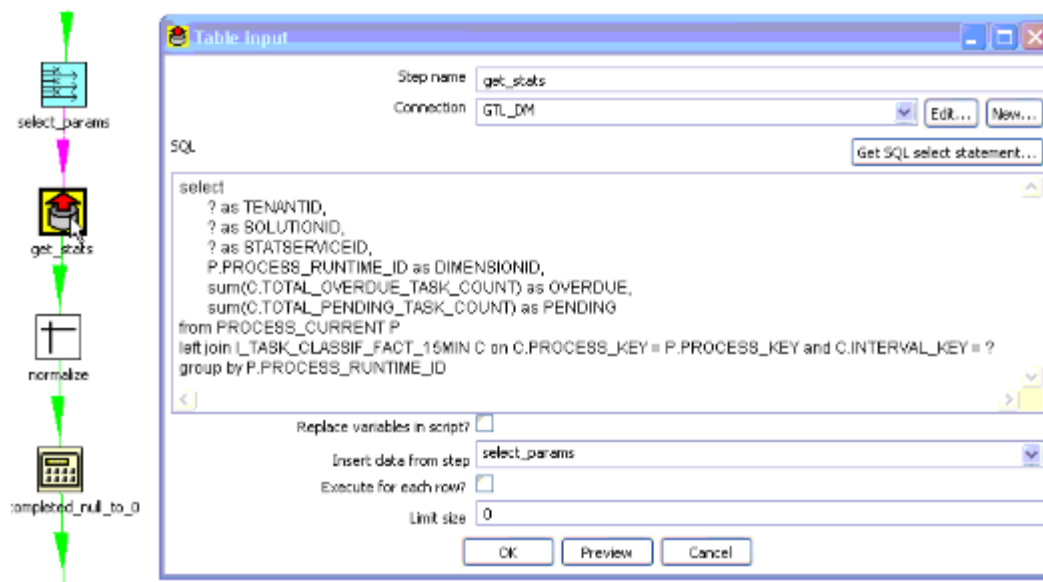 select_params
get_stats
normalize
completed_null_to_0
Table input
Step name get_stats
Connection GTL_DM Edit... New...
SQL Get SQL select statement...
select
? as TENANTID,
? as SOLUTIONID,
? as STATSERVICEID,
P.PROCESS_RUNTIME_ID as DIMENSIONID,
sum(C.TOTAL_OVERDUE_TASK_COUNT) as OVERDUE,
sum(C.TOTAL_PENDING_TASK_COUNT) as PENDING
from PROCESS_CURRENT P
left join I_TASK_CLASSIF_FACT_15MIN C on C.PROCESS_KEY = P.PROCESS_KEY and C.INTERVAL_KEY = ?
group by P.PROCESS_RUNTIME_ID
Replace variables in script?
Insert data from step select_params
Execute for each row?
Limit size 0
OK Preview Cancel